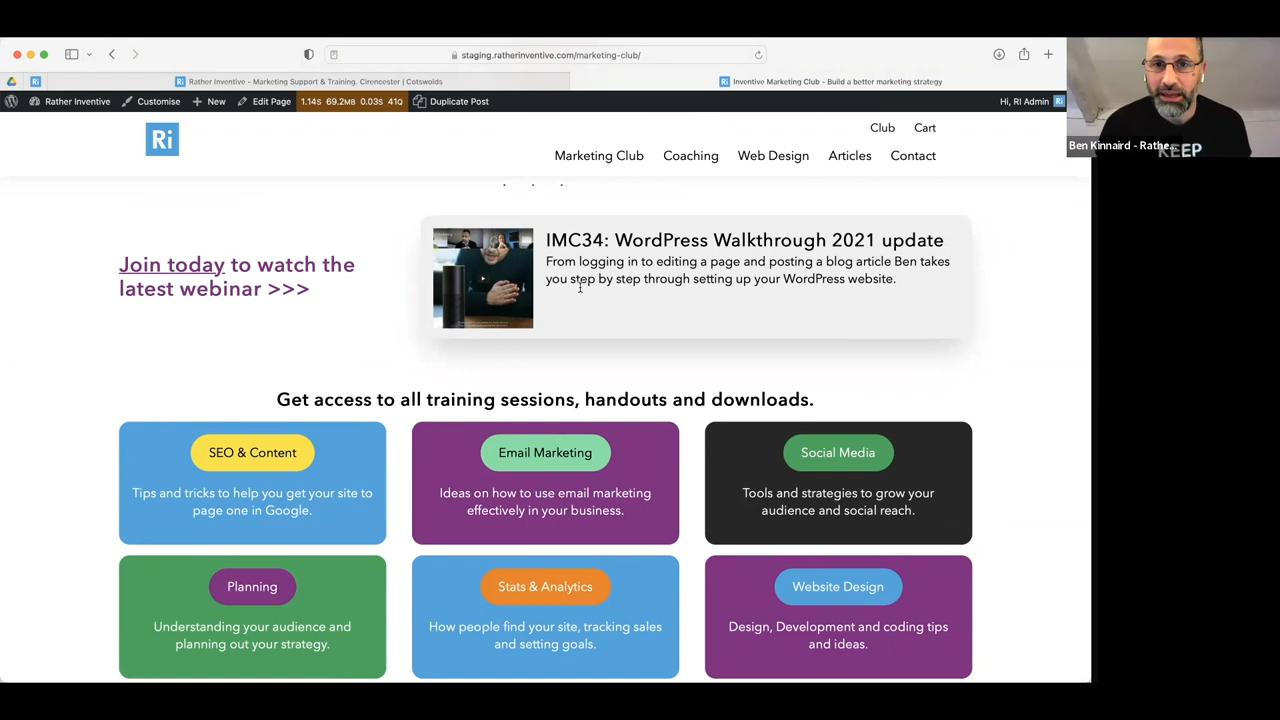 staging.ratherinventive.com/marketing-club/
Ri
Rather Inventive - Marketing Support & Training. Cirencester | Cotswolds
Inventive Marketing Club - Build a better marketing strategy
Rather Inventive
Customise
New
Edit Page
1.14S 69.2MB 0.03S 41Q
Duplicate Post
Hi, RI Admin
Ri
Ben Kinnaird - Rathe...
KEEP
Ri
Club
Cart
Marketing Club
Coaching
Web Design
Articles
Contact
Join today to watch the
latest webinar >>>
IMC34: WordPress Walkthrough 2021 update
From logging in to editing a page and posting a blog article Ben takes
you step by step through setting up your WordPress website.
Get access to all training sessions, handouts and downloads.
SEO & Content
Tips and tricks to help you get your site to
page one in Google.
Email Marketing
Ideas on how to use email marketing
effectively in your business.
Social Media
Tools and strategies to grow your
audience and social reach.
Planning
Understanding your audience and
planning out your strategy.
Stats & Analytics
How people find your site, tracking sales
and setting goals.
Website Design
Design, Development and coding tips
and ideas.